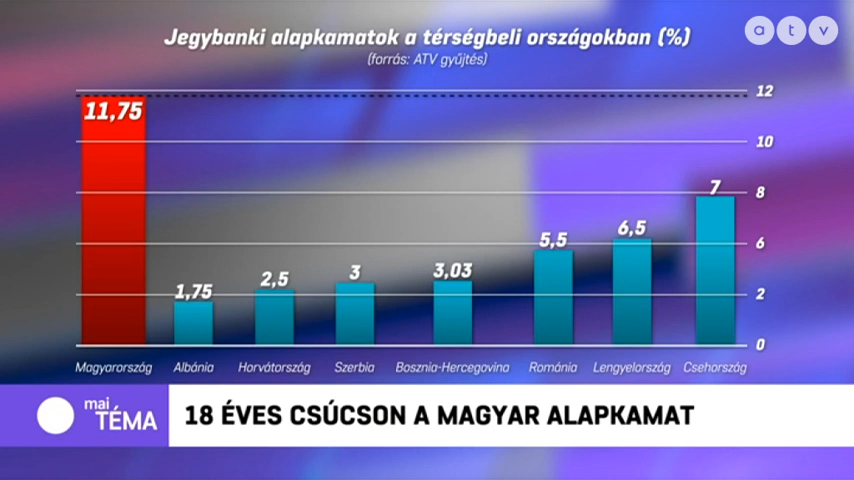 Jegybanki alapkamatok a térségbeli országokban (%)
(forrás: ATV gyűjtés)
atv
12
10
8
6
2
0
11,75
1,75
2,5
3
3,03
5,5
6,5
7
Magyarország Albánia Horvátország Szerbia Bosznia-Hercegovina Románia Lengyelország Csehország
mai
TÉMA
18 ÉVES CSÚCSON A MAGYAR ALAPKAMAT